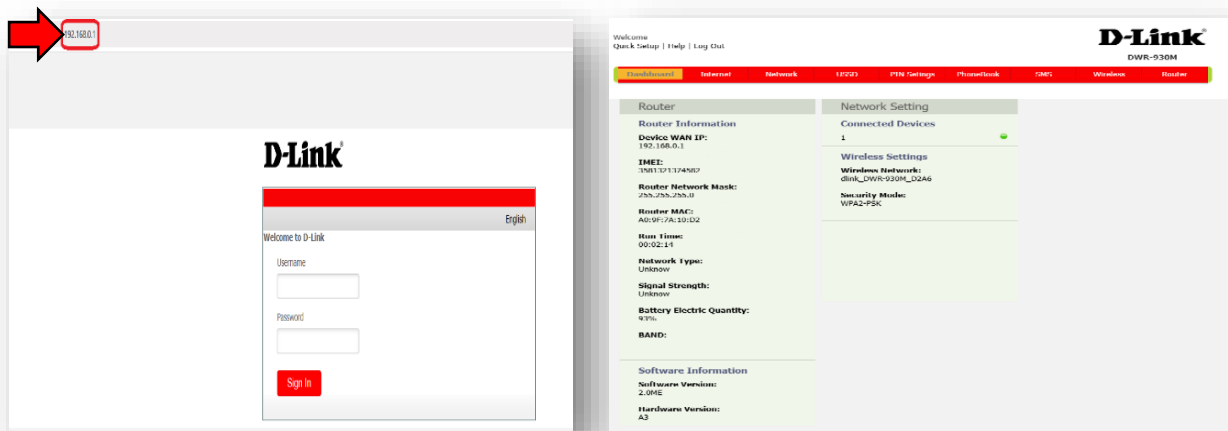 192.168.0.1
D-Link
English
Welcome to D-Link
Username
Password
Sign In
Welcome
Quick Setup | Help | Log Out
D-Link
DWR-930M
Dashboard Internet Network USSD PIN Settings PhoneBook SMS Wireless Router
Router
Router Information
Device WAN IP:
192.168.0.1
IMEI:
3581321374582
Router Network Mask:
255.255.255.0
Router MAC:
A0:9F:7A:10:D2
Run Time:
00:02:14
Network Type:
Unknow
Signal Strength:
Unknow
Battery Electric Quantity:
93%
BAND:
Software Information
Software Version:
2.0ME
Hardware Version:
A3
Network Setting
Connected Devices
1
Wireless Settings
Wireless Network:
dlink_DWR-930M_D2A6
Security Mode:
WPA2-PSK